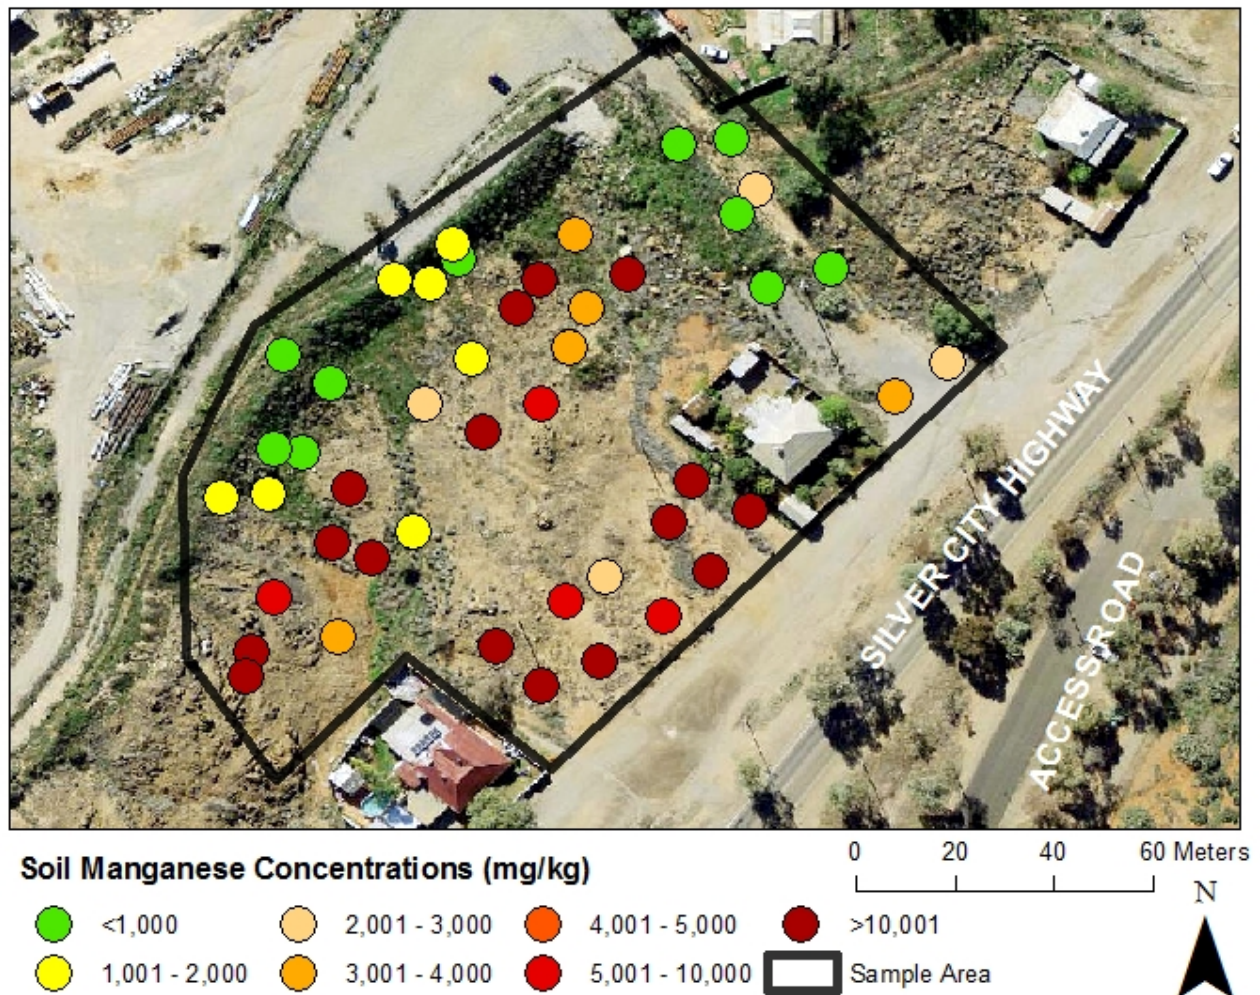 SILVER CITY HIGHWAY
ACCESS ROAD
Soil Manganese Concentrations (mg/kg)
0 20 40 60 Meters
N
<1,000 2,001 - 3,000 4,001 - 5,000 >10,001
1,001 - 2,000 3,001 - 4,000 5,001 - 10,000 Sample Area